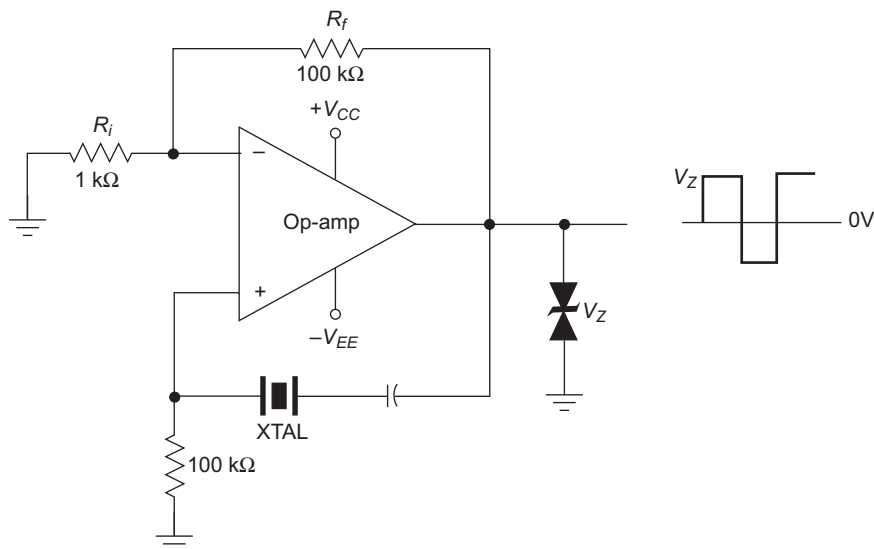 R_f
100 kΩ
+V_CC
R_i
1 kΩ
−
Op-amp
+
−V_EE
XTAL
100 kΩ
V_Z
V_Z
0V